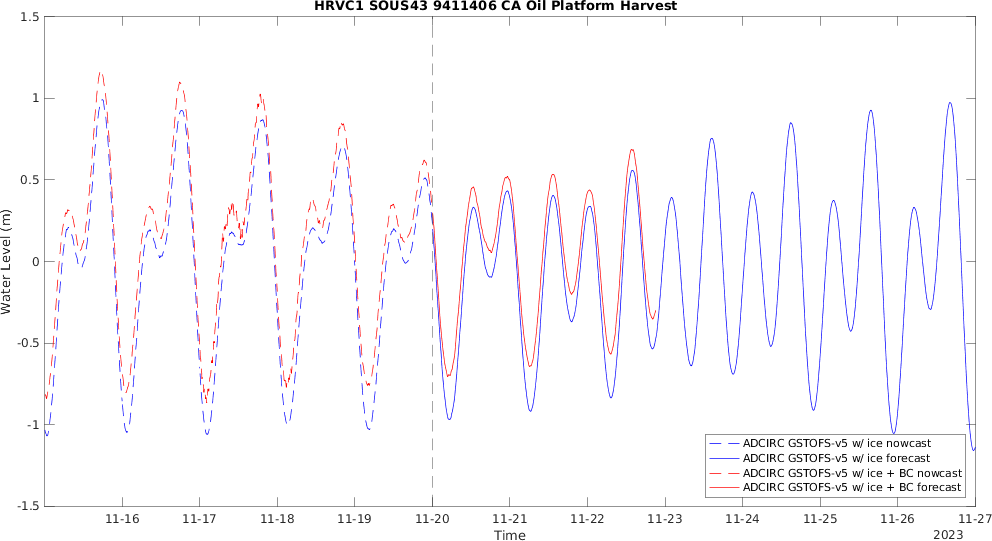 HRVC1 SOUS43 9411406 CA Oil Platform Harvest
1.5
1
0.5
0
-0.5
-1
-1.5
Water Level (m)
11-16
11-17
11-18
11-19
11-20
11-21
11-22
11-23
11-24
11-25
11-26
11-27
2023
Time
ADCIRC GSTOFS-v5 w/ ice nowcast
ADCIRC GSTOFS-v5 w/ ice forecast
ADCIRC GSTOFS-v5 w/ ice + BC nowcast
ADCIRC GSTOFS-v5 w/ ice + BC forecast